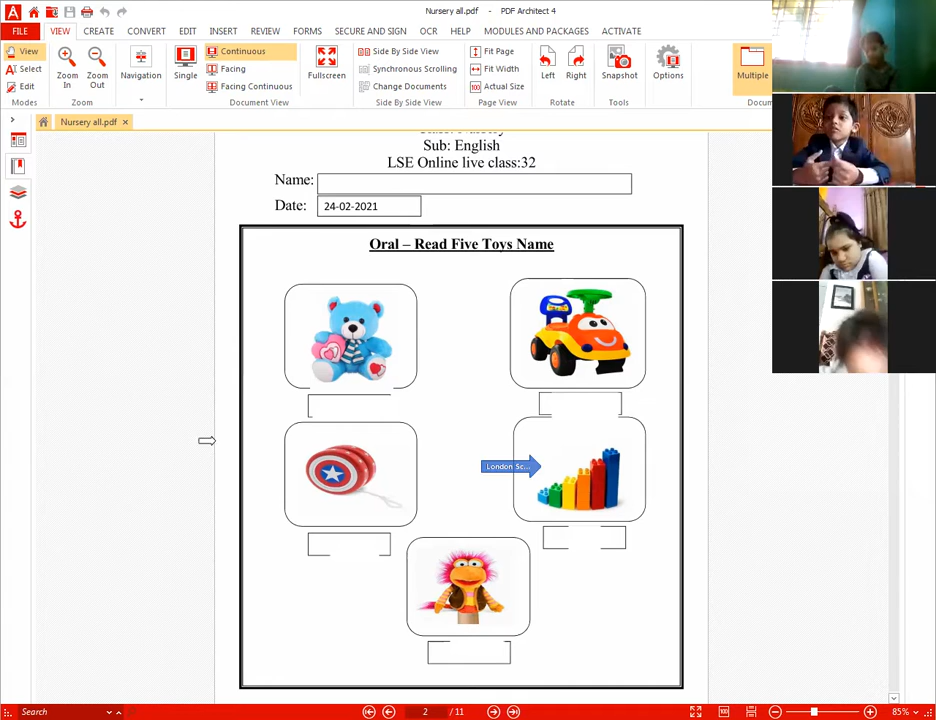 Nursery all.pdf - PDF Architect 4
FILE VIEW CREATE CONVERT EDIT INSERT REVIEW FORMS SECURE AND SIGN OCR HELP MODULES AND PACKAGES ACTIVATE
View
Select
Edit
Modes
Zoom In
Zoom Out
Zoom
Navigation
Single
Continuous
Facing
Facing Continuous
Document View
Fullscreen
Side By Side View
Synchronous Scrolling
Change Documents
Side By Side View
Fit Page
Fit Width
Actual Size
Page View
Left
Right
Rotate
Snapshot
Tools
Options
Multiple
Nursery all.pdf
Sub: English
LSE Online live class:32
Name:
Date: 24-02-2021
Oral – Read Five Toys Name
London Sc...
Search
2 / 11
85%